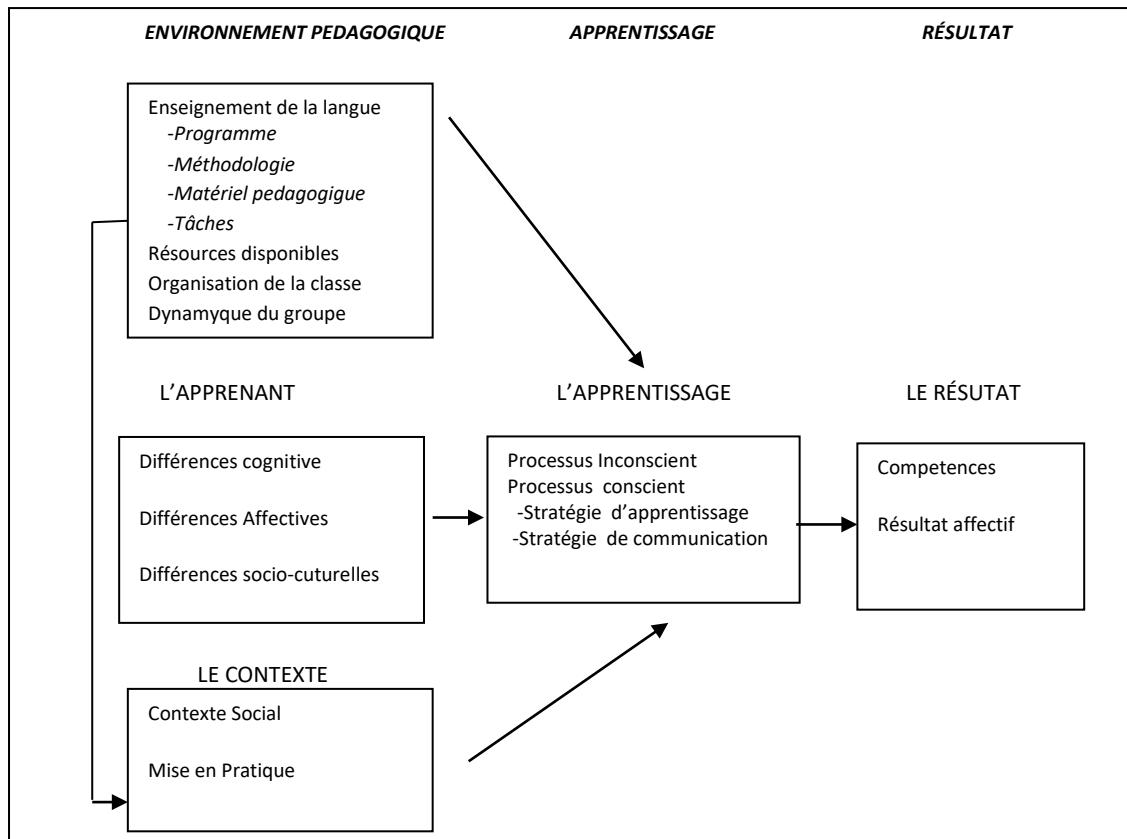 ENVIRONNEMENT PEDAGOGIQUE
APPRENTISSAGE
RÉSULTAT
Enseignement de la langue
-Programme
-Méthodologie
-Matériel pedagogique
-Tâches
Résources disponibles
Organisation de la classe
Dynamyque du groupe
L’APPRENANT
L’APPRENTISSAGE
LE RÉSUTAT
Différences cognitive
Différences Affectives
Différences socio-cuturelles
Processus Inconscient
Processus conscient
-Stratégie d’apprentissage
-Stratégie de communication
Competences
Résultat affectif
LE CONTEXTE
Contexte Social
Mise en Pratique